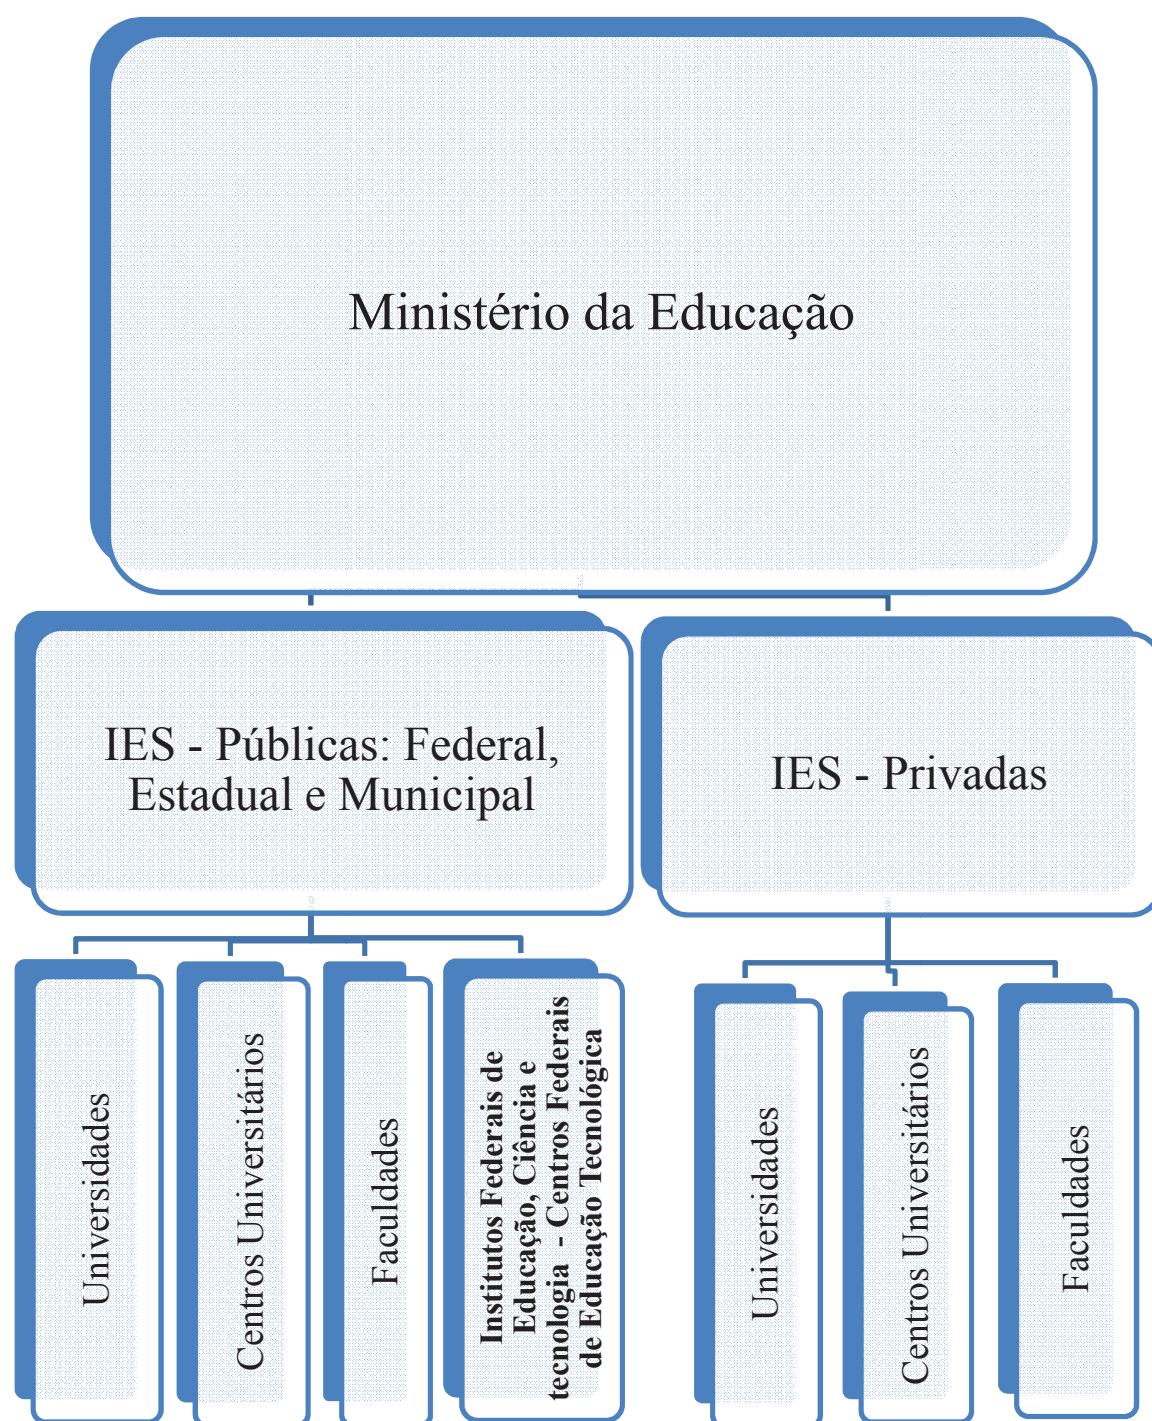 Ministério da Educação
IES - Públicas: Federal,
Estadual e Municipal
IES - Privadas
Universidades
Centros Universitários
Faculdades
Institutos Federais de
Educação, Ciência e
tecnologia - Centros Federais
de Educação Tecnológica
Universidades
Centros Universitários
Faculdades